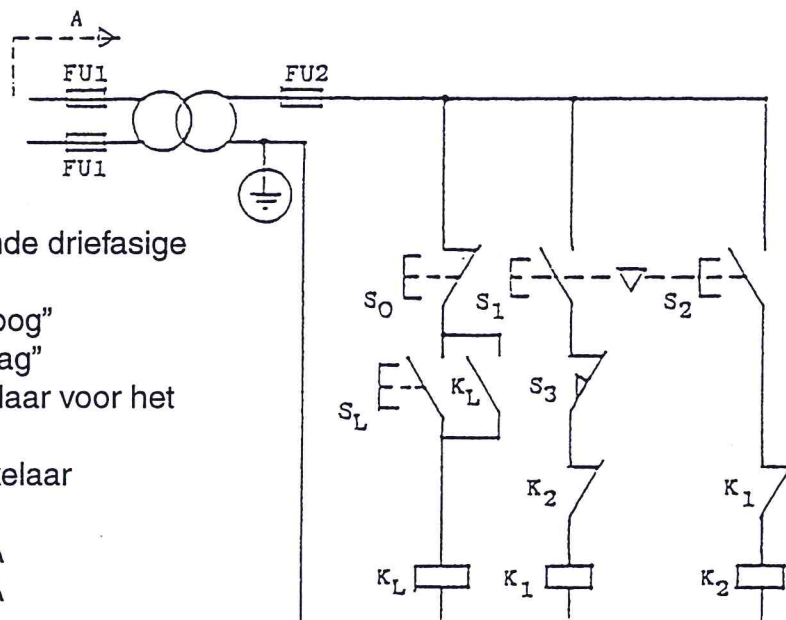 A
FU1
FU2
FU1
nde driefasige
oog”
ag”
laar voor het
elaar
A
A
S0
S1
S2
SL
KL
S3
K2
K1
KL
K1
K2